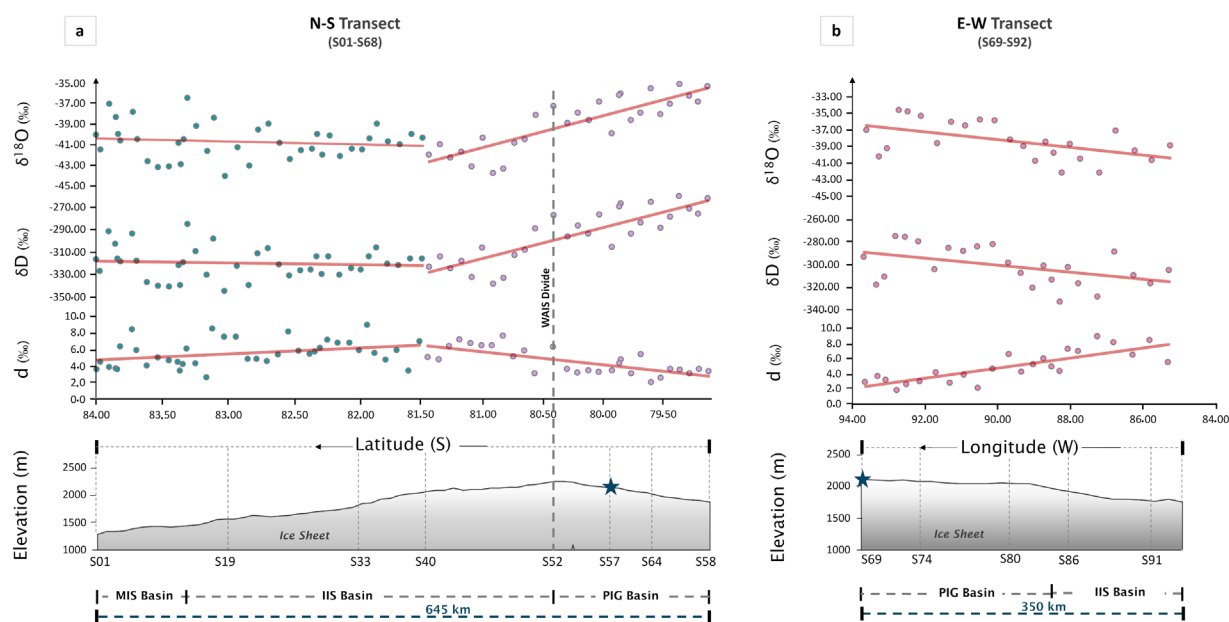 a
N-S Transect
(S01-S68)
δ¹⁸O (‰)
-35.00
-37.00
-39.00
-41.00
-43.00
-45.00
δD (‰)
-270.00
-290.00
-310.00
-330.00
-350.00
d (‰)
10.0
8.0
6.0
4.0
2.0
0-0
WAIS Divide
84.00 83.00 82.50 82.00 81.50 81.00 80.40 80.00 79.50
Latitude (S)
Elevation (m)
2500
2000
1500
1000
Ice Sheet
S01 S19 S33 S40 S52 S57 S64 S58
MIS Basin IIS Basin PIG Basin
645 km
b
E-W Transect
(S69-S92)
δ¹⁸O (‰)
-33.00
-35.00
-37.00
-39.00
-41.00
-43.00
-45.00
δD (‰)
-260.00
-280.00
-300.00
-320.00
-340.00
d (‰)
10.0
8.0
6.0
4.0
2.0
0.0
94.00 92.00 90.00 88.00 86.00 84.00
Longitude (W)
Elevation (m)
2500
2000
1500
1000
Ice Sheet
S69 S74 S80 S86 S91
PIG Basin IIS Basin
350 km